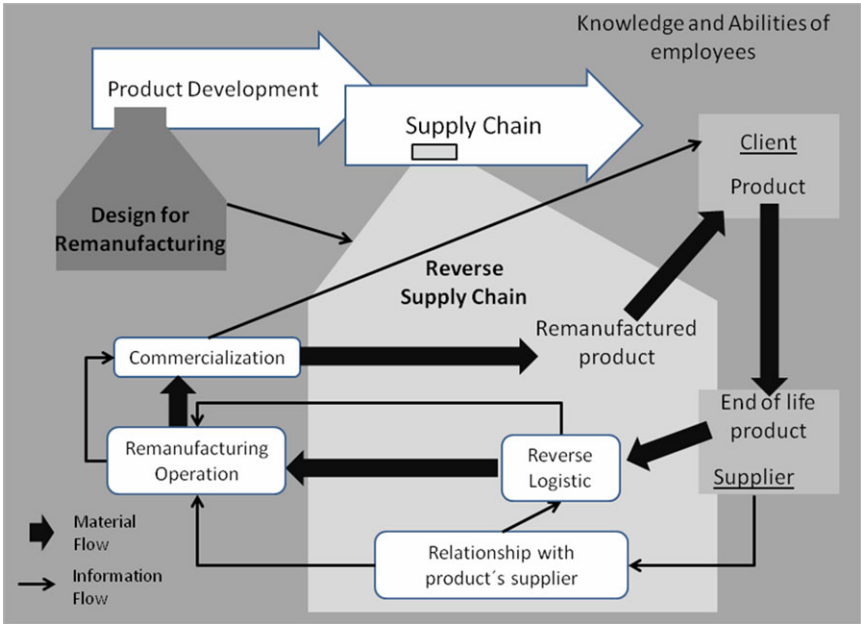 Knowledge and Abilities of
employees
Product Development
Supply Chain
Client
Product
Design for
Remanufacturing
Reverse
Supply Chain
Remanufactured
product
Commercialization
End of life
product
Supplier
Remanufacturing
Operation
Reverse
Logistic
Relationship with
product´s supplier
Material
Flow
Information
Flow